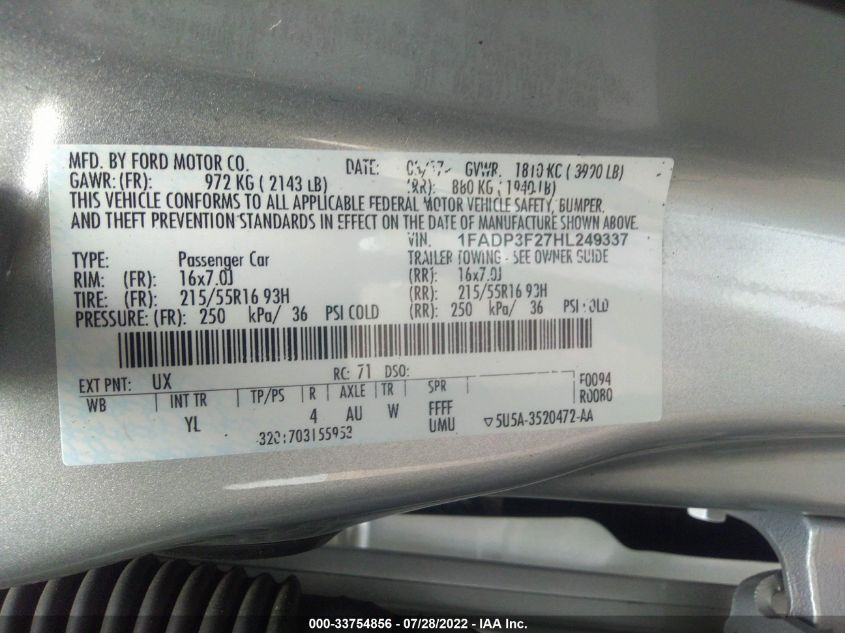 MFD. BY FORD MOTOR CO. DATE: GVWR. 1810 KG ( 3990 LB)
GAWR: (FR): 972 KG ( 2143 LB) (RR): 880 KG ( 1940 LB)
THIS VEHICLE CONFORMS TO ALL APPLICABLE FEDERAL MOTOR VEHICLE SAFETY, BUMPER,
AND THEFT PREVENTION STANDARDS IN EFFECT ON THE DATE OF MANUFACTURE SHOWN ABOVE.
VIN. 1FADP3F27HL249337
TYPE: Passenger Car TRAILER TOWING - SEE OWNER GUIDE
RIM: (FR): 16x7.0J (RR): 16x7.0J
TIRE: (FR): 215/55R16 93H (RR): 215/55R16 93H
PRESSURE: (FR): 250 kPa/ 36 PSI COLD (RR): 250 kPa/ 36 PSI COLD
RC: 71 DSO:
EXT PNT: UX F0094
WB INT TR TP/PS R AXLE TR SPR R0080
YL 4 AU W FFFF
UMU ▽5U5A-3520472-AA
000-33754856 - 07/28/2022 - IAA Inc.